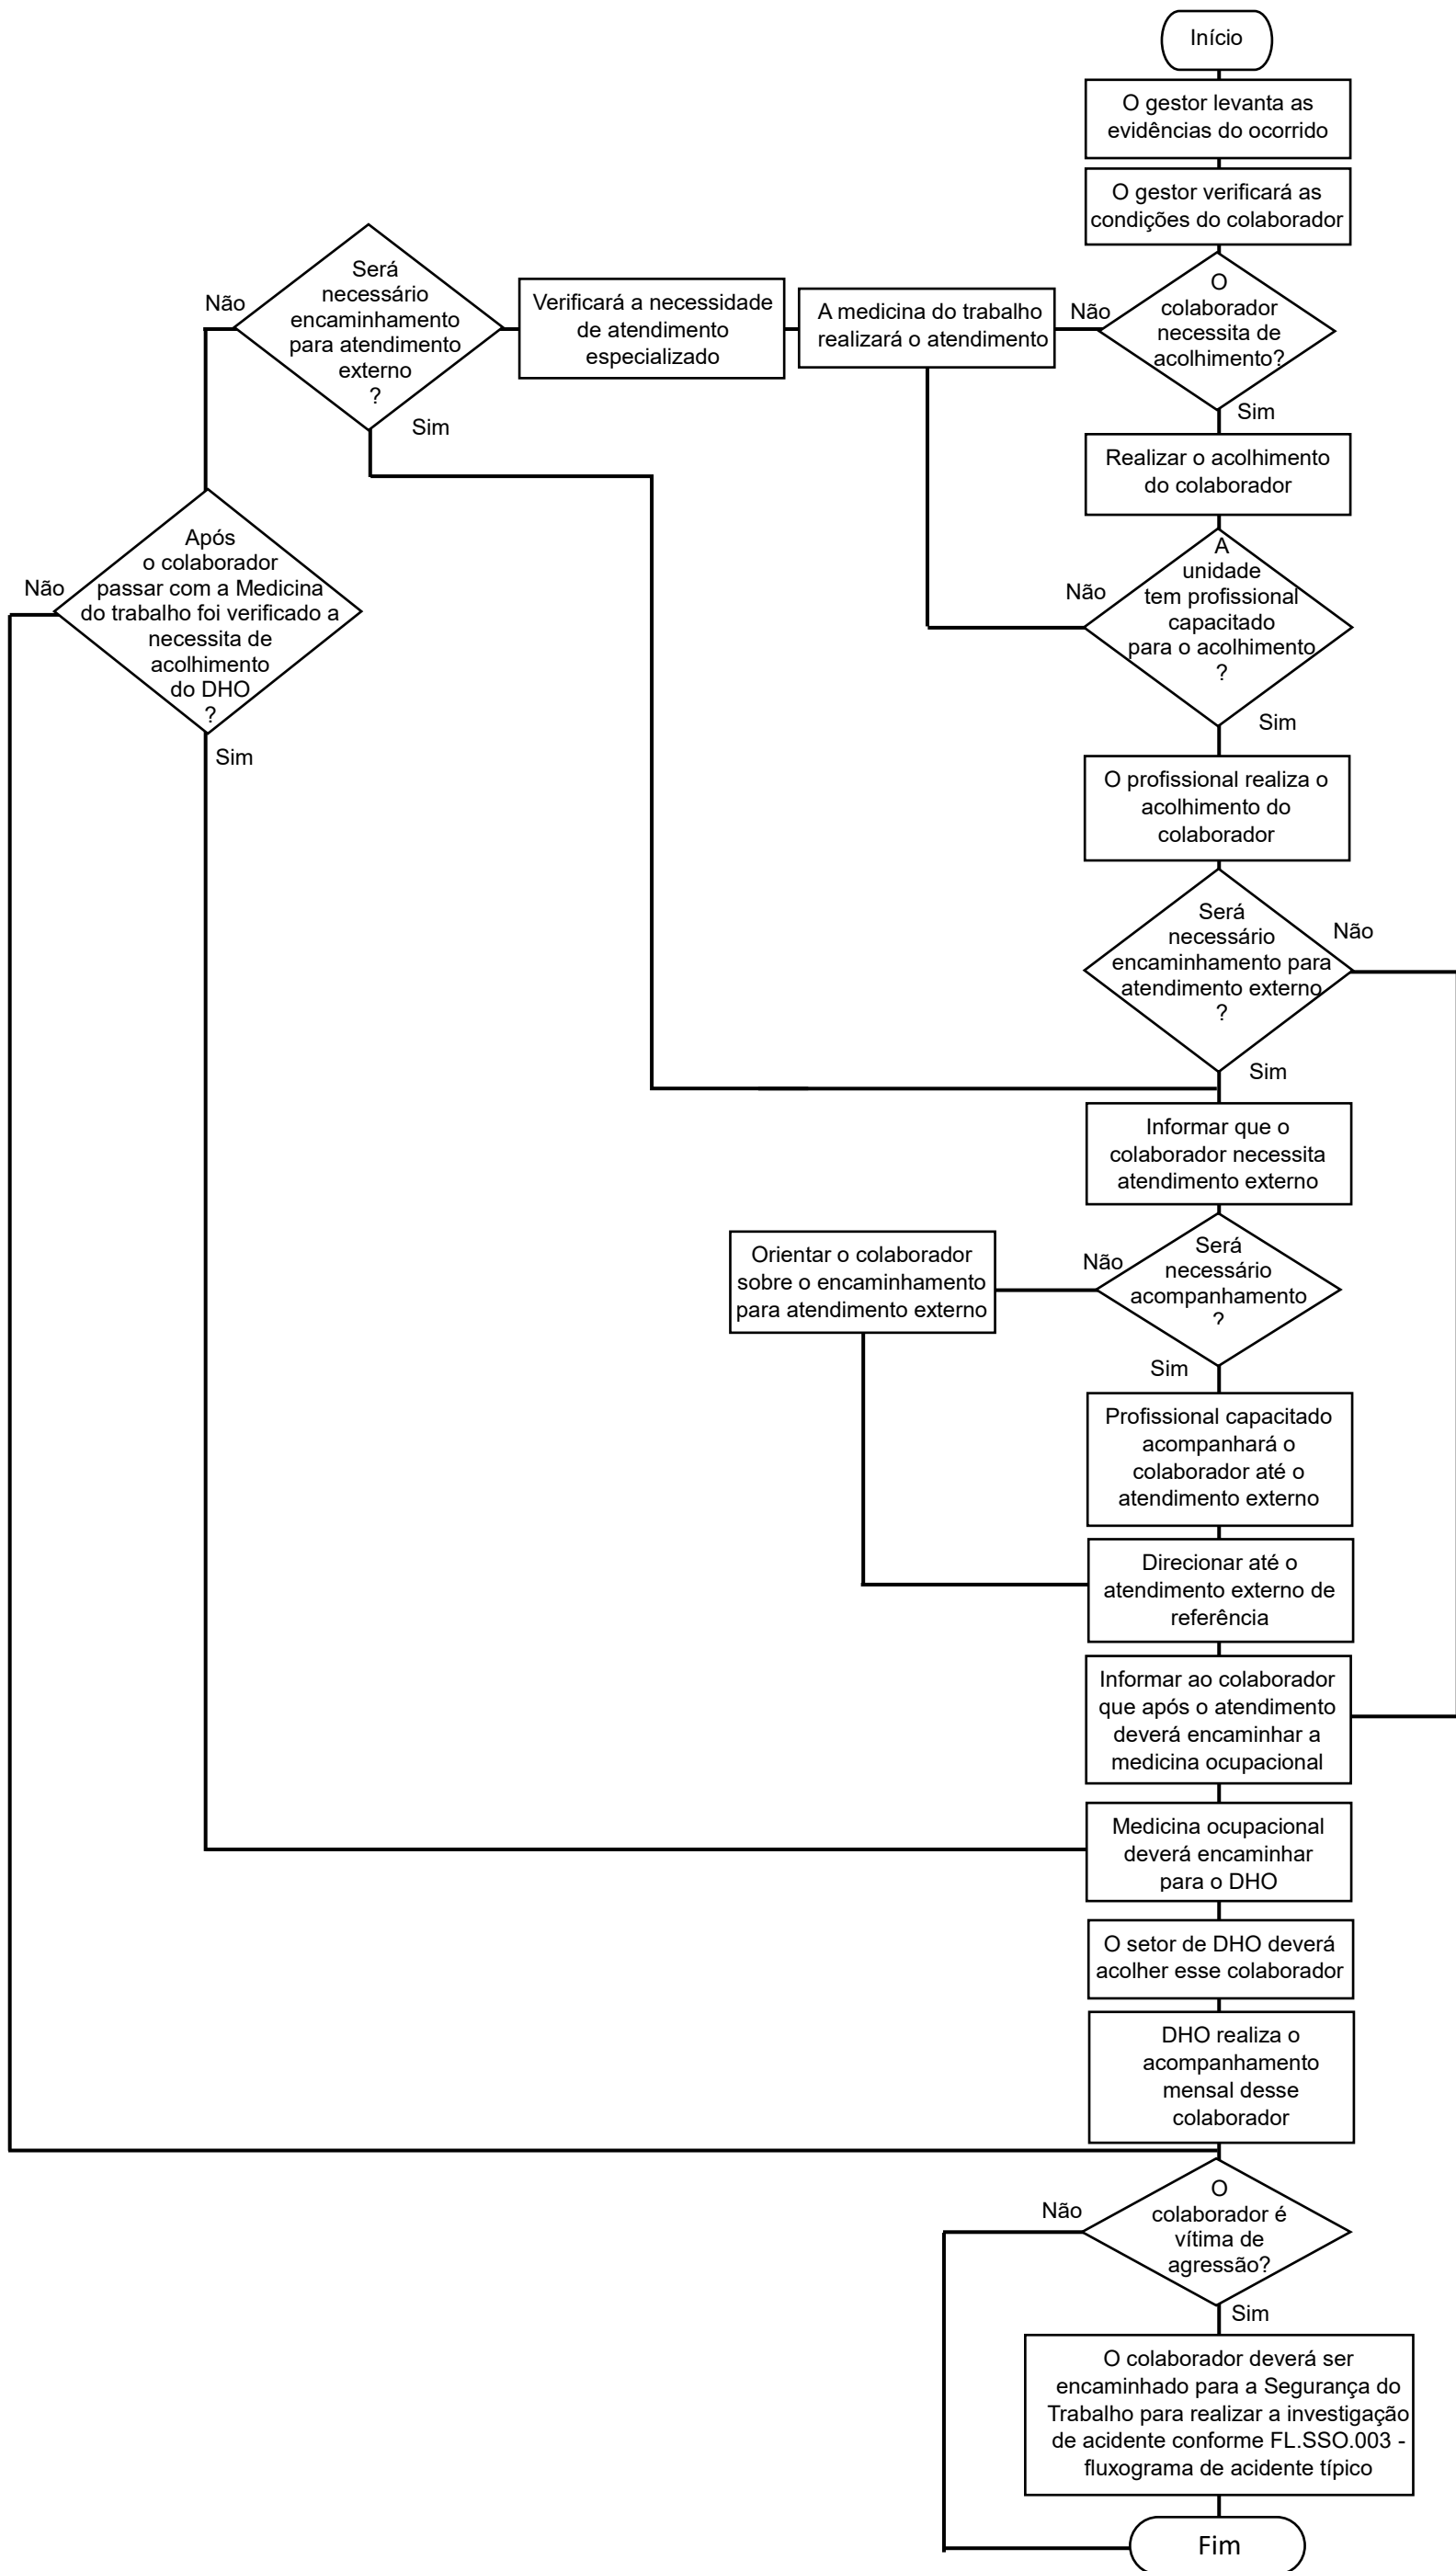 Início
O gestor levanta as
evidências do ocorrido
O gestor verificará as
condições do colaborador
O
colaborador
necessita de
acolhimento?
Não
Sim
A medicina do trabalho
realizará o atendimento
Verificará a necessidade
de atendimento
especializado
Será
necessário
encaminhamento
para atendimento
externo
?
Não
Sim
Após
o colaborador
passar com a Medicina
do trabalho foi verificado a
necessita de
acolhimento
do DHO
?
Não
Sim
Realizar o acolhimento
do colaborador
A
unidade
tem profissional
capacitado
para o acolhimento
?
Não
Sim
O profissional realiza o
acolhimento do
colaborador
Será
necessário
encaminhamento para
atendimento externo
?
Não
Sim
Informar que o
colaborador necessita
atendimento externo
Será
necessário
acompanhamento
?
Não
Sim
Orientar o colaborador
sobre o encaminhamento
para atendimento externo
Profissional capacitado
acompanhará o
colaborador até o
atendimento externo
Direcionar até o
atendimento externo de
referência
Informar ao colaborador
que após o atendimento
deverá encaminhar a
medicina ocupacional
Medicina ocupacional
deverá encaminhar
para o DHO
O setor de DHO deverá
acolher esse colaborador
DHO realiza o
acompanhamento
mensal desse
colaborador
O
colaborador é
vítima de
agressão?
Não
Sim
O colaborador deverá ser
encaminhado para a Segurança do
Trabalho para realizar a investigação
de acidente conforme FL.SSO.003 -
fluxograma de acidente típico
Fim